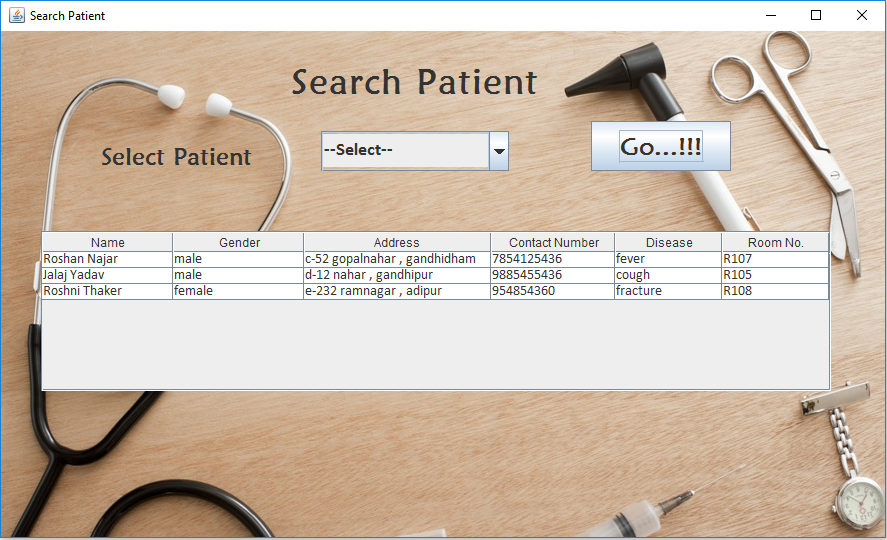 Search Patient
Search Patient
Select Patient --Select-- Go...!!!
Name Gender Address Contact Number Disease Room No.
Roshan Najar male c-52 gopalnahar , gandhidham 7854125436 fever R107
Jalaj Yadav male d-12 nahar , gandhipur 9885455436 cough R105
Roshni Thaker female e-232 ramnagar , adipur 954854360 fracture R108